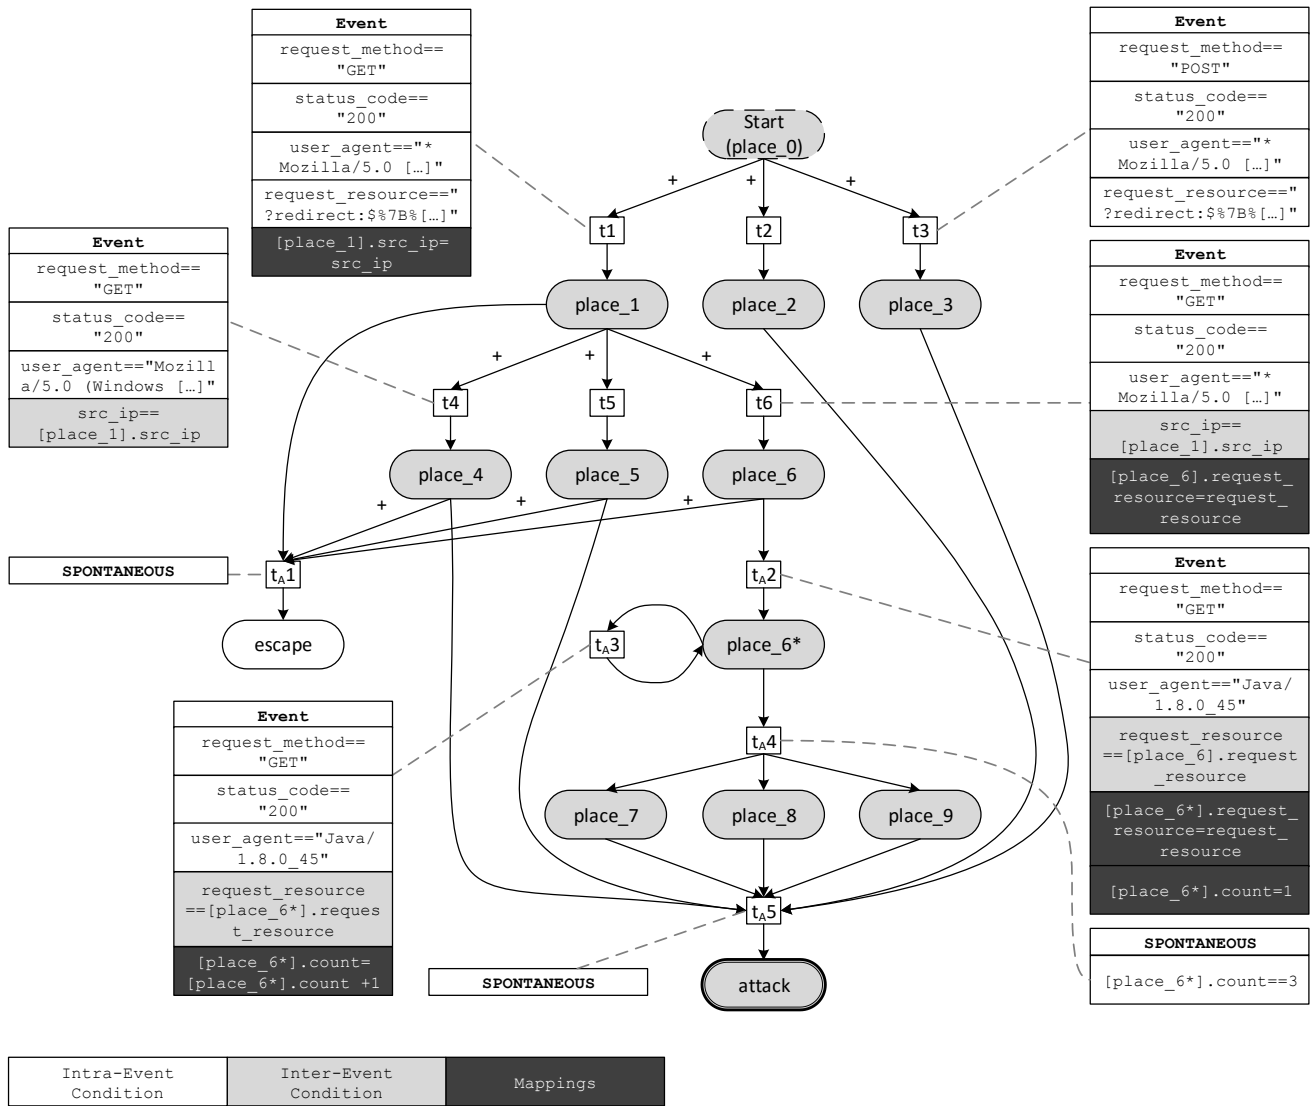 Event
request_method==
"GET"
status_code==
"200"
user_agent=="*
Mozilla/5.0 […]"
request_resource=="
?redirect:$%7B%[…]"
[place_1].src_ip=
src_ip
Event
request_method==
"POST"
status_code==
"200"
user_agent=="*
Mozilla/5.0 […]"
request_resource=="
?redirect:$%7B%[…]"
Start
(place_0)
+
+
+
t1
t2
t3
place_1
place_2
place_3
Event
request_method==
"GET"
status_code==
"200"
user_agent=="Mozill
a/5.0 (Windows […]"
src_ip==
[place_1].src_ip
Event
request_method==
"GET"
status_code==
"200"
user_agent=="*
Mozilla/5.0 […]"
src_ip==
[place_1].src_ip
[place_6].request_
resource=request_
resource
+
+
+
t4
t5
t6
place_4
place_5
place_6
+
+
+
SPONTANEOUS
tA1
tA2
escape
tA3
place_6*
Event
request_method==
"GET"
status_code==
"200"
user_agent=="Java/
1.8.0_45"
request_resource
==[place_6].request
_resource
[place_6*].request_
resource=request_
resource
[place_6*].count=1
Event
request_method==
"GET"
status_code==
"200"
user_agent=="Java/
1.8.0_45"
request_resource
==[place_6*].reques
t_resource
[place_6*].count=
[place_6*].count +1
tA4
place_7
place_8
place_9
tA5
SPONTANEOUS
attack
SPONTANEOUS
[place_6*].count==3
Intra-Event
Condition
Inter-Event
Condition
Mappings